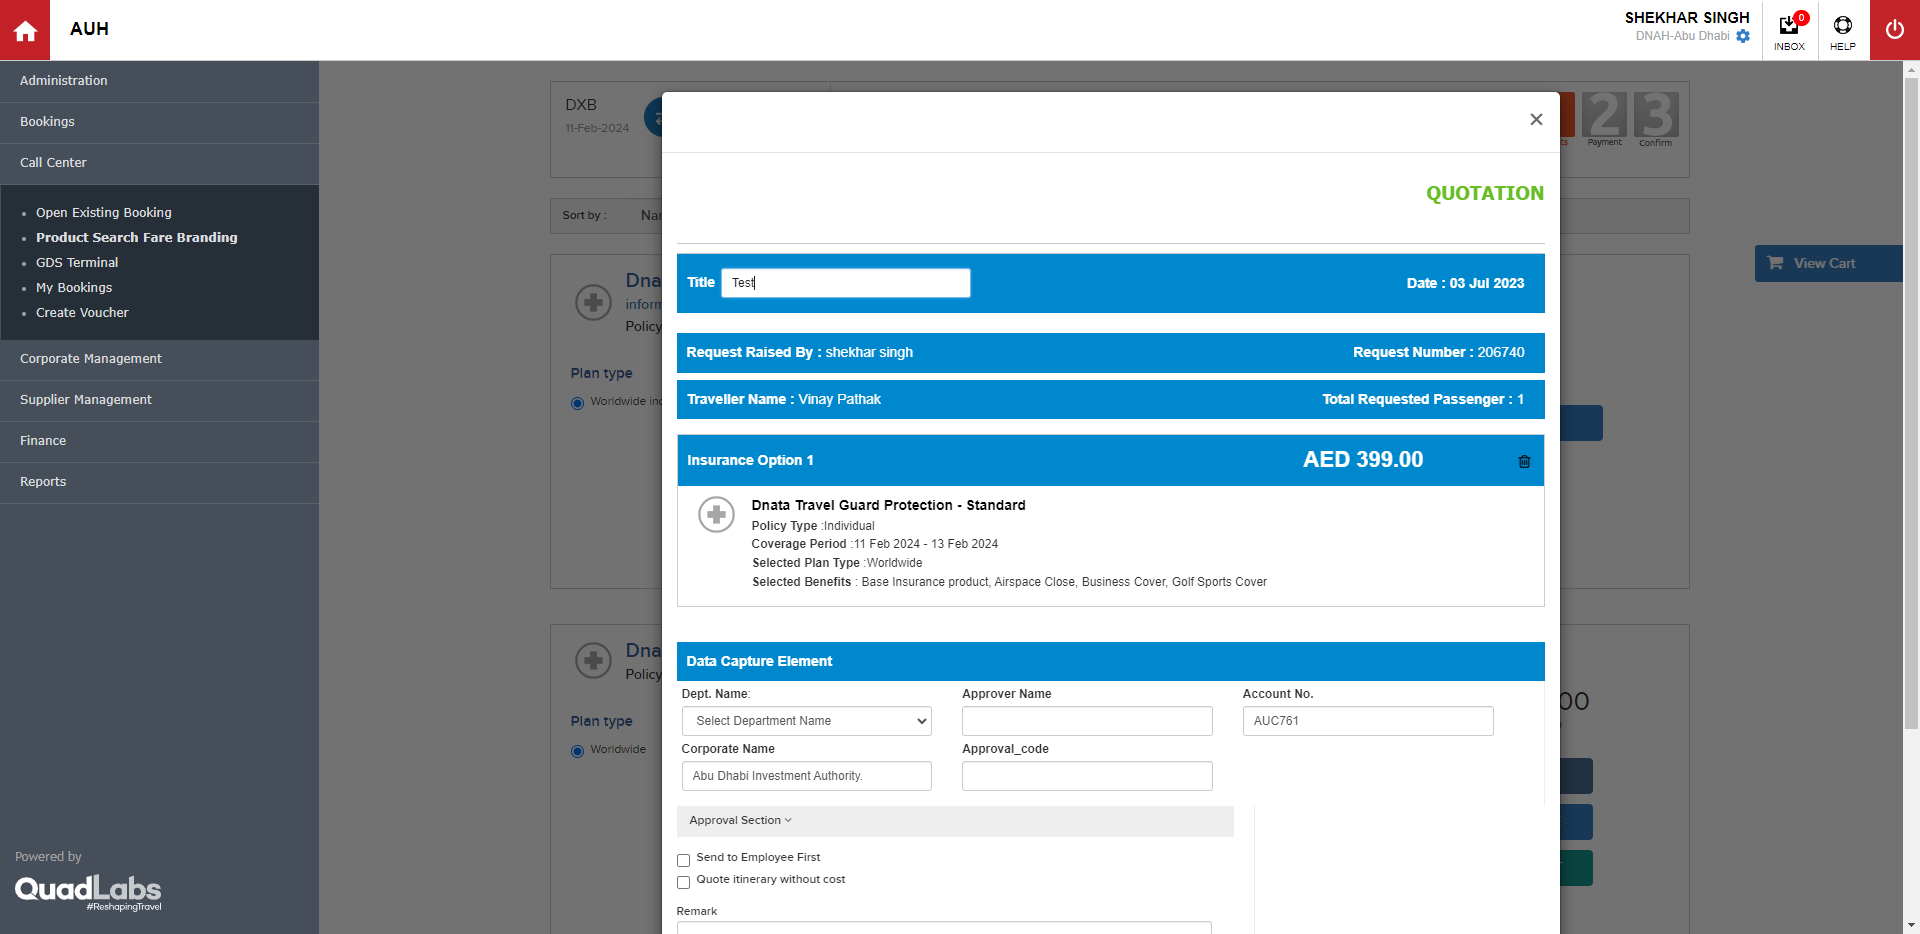 AUH
SHEKHAR SINGH
DNAH-Abu Dhabi
0
INBOX
HELP
Administration
Bookings
Call Center
Open Existing Booking
Product Search Fare Branding
GDS Terminal
My Bookings
Create Voucher
Corporate Management
Supplier Management
Finance
Reports
Powered by
QuadLabs
#ReshapingTravel
DXB
11-Feb-2024
2
Payment
3
Confirm
Sort by :
View Cart
Policy
Plan type
Worldwide
Policy
Plan type
Worldwide
×
QUOTATION
Title Test
Date : 03 Jul 2023
Request Raised By : shekhar singh
Request Number : 206740
Traveller Name : Vinay Pathak
Total Requested Passenger : 1
Insurance Option 1
AED 399.00
Dnata Travel Guard Protection - Standard
Policy Type :Individual
Coverage Period :11 Feb 2024 - 13 Feb 2024
Selected Plan Type :Worldwide
Selected Benefits : Base Insurance product, Airspace Close, Business Cover, Golf Sports Cover
Data Capture Element
Dept. Name:
Approver Name
Account No.
Select Department Name
AUC761
Corporate Name
Approval_code
Abu Dhabi Investment Authority.
Approval Section
Send to Employee First
Quote itinerary without cost
Remark